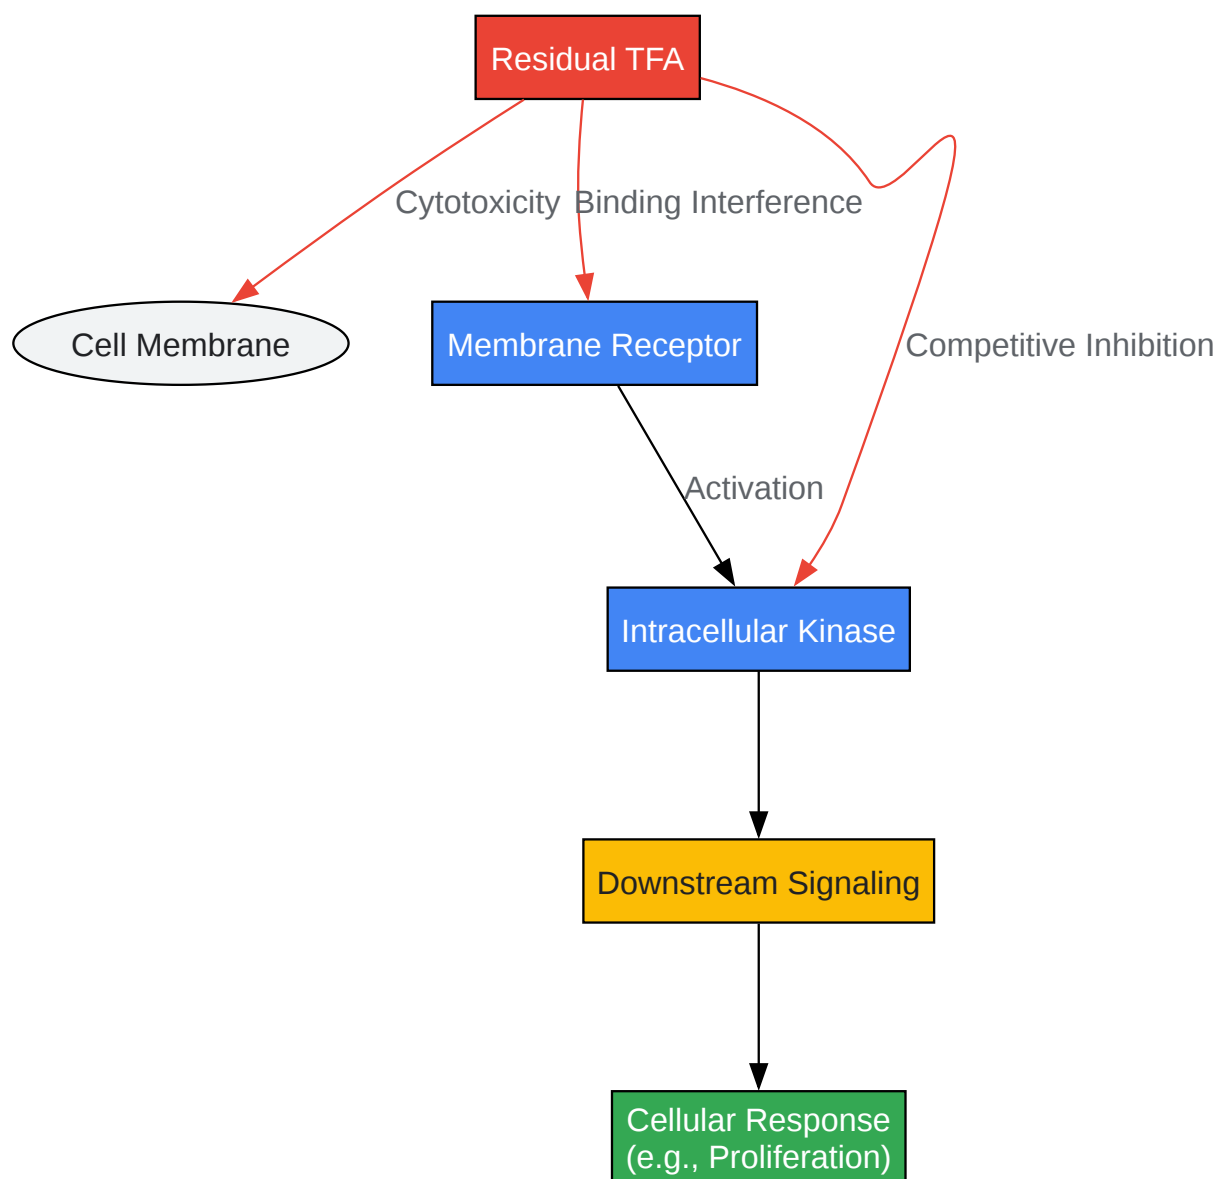 Residual TFA
Cytotoxicity
Binding Interference
Cell Membrane
Membrane Receptor
Competitive Inhibition
Activation
Intracellular Kinase
Downstream Signaling
Cellular Response
(e.g., Proliferation)